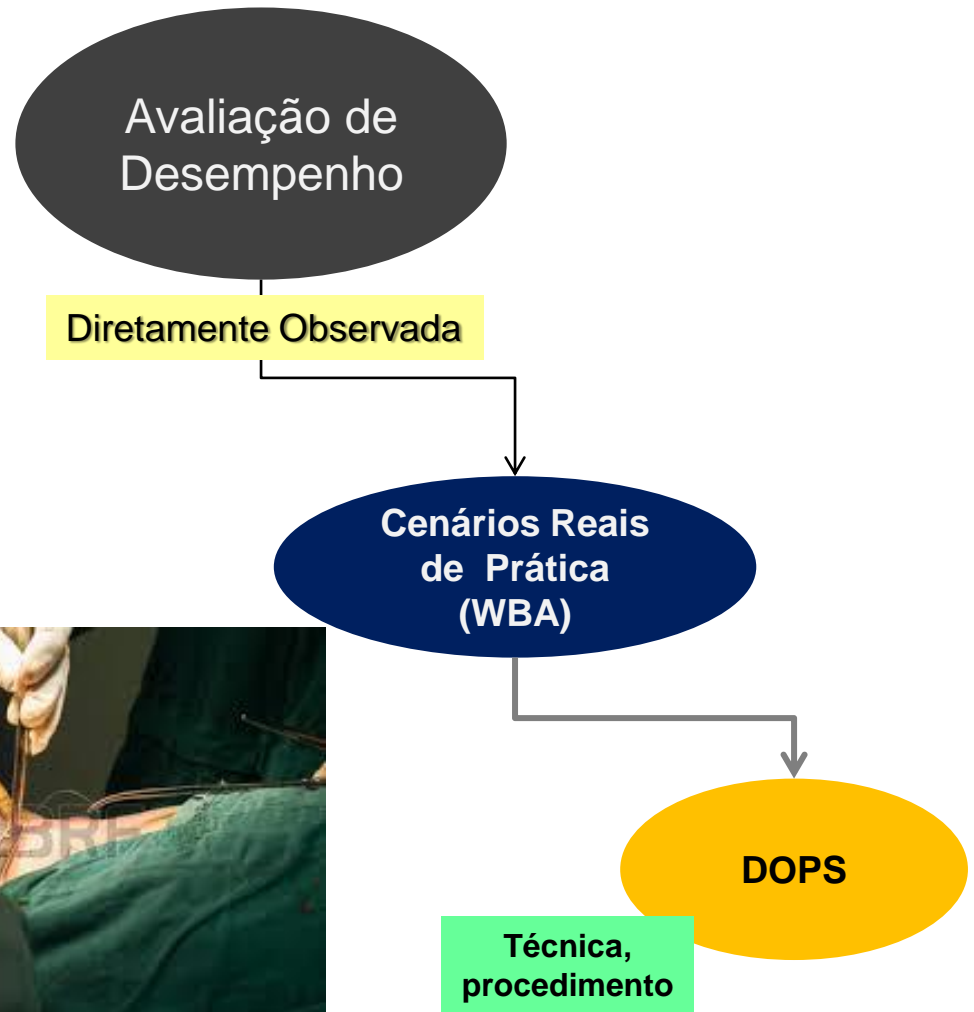 Avaliação de
Desempenho
Diretamente Observada
Cenários Reais
de Prática
(WBA)
DOPS
Técnica,
procedimento